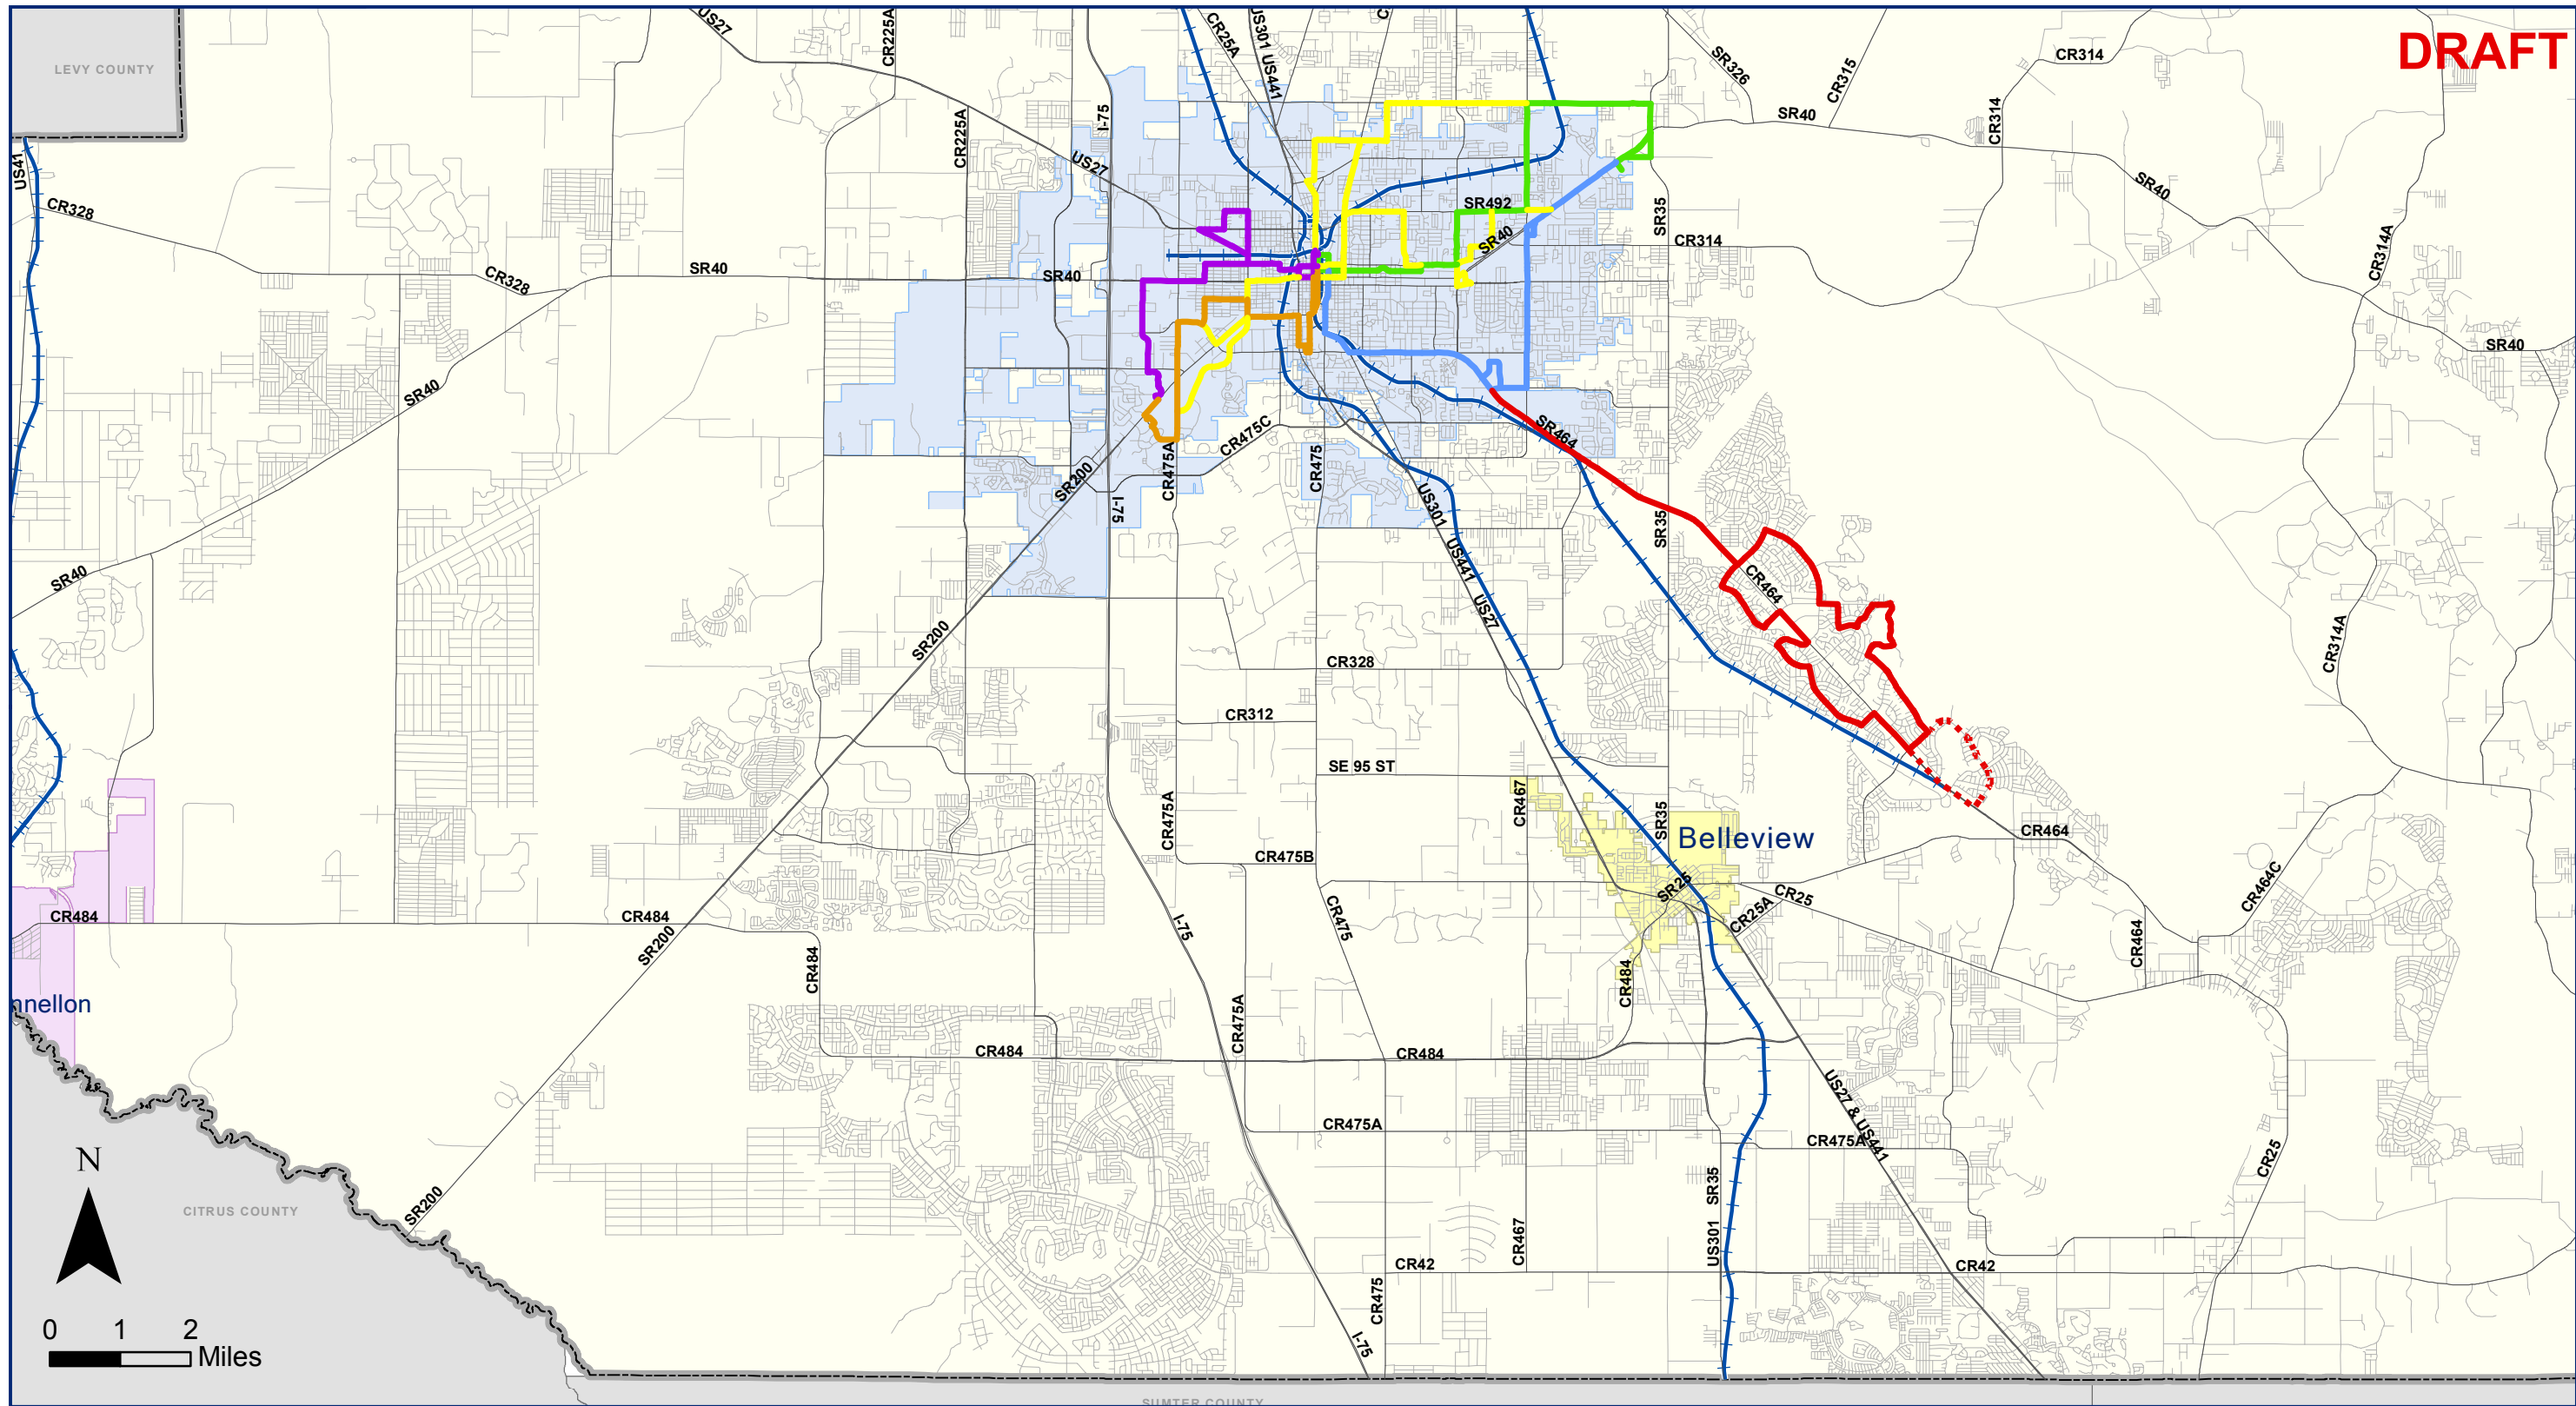 DRAFT
LEVY COUNTY
US27
CR225A
CR25A
US301 US441
SR326
CR315
CR314
SR40
CR314
I-75
CR225A
US27
US41
CR328
SR492
SR40
SR35
CR314
SR40
CR314A
CR328
SR40
SR40
SR40
SR40
CR475C
CR475
SR464
CR475A
SR200
I-75
US301
SR35
US441
CR464
US27
SR40
SR200
CR328
CR314A
CR312
SE 95 ST
CR467
CR475A
SR35
Belleview
CR464
CR475B
SR25
CR25
CR25A
CR464C
CR484
CR484
SR200
CR475
I-75
CR464
CR484
CR484
nnellon
CR475A
CR484
CR484
US27 & US441
CR475A
CR475A
CR25
N
SR35
SR200
CITRUS COUNTY
CR467
US301
CR42
CR42
CR475
I-75
0 1 2
Miles
SUMTER COUNTY